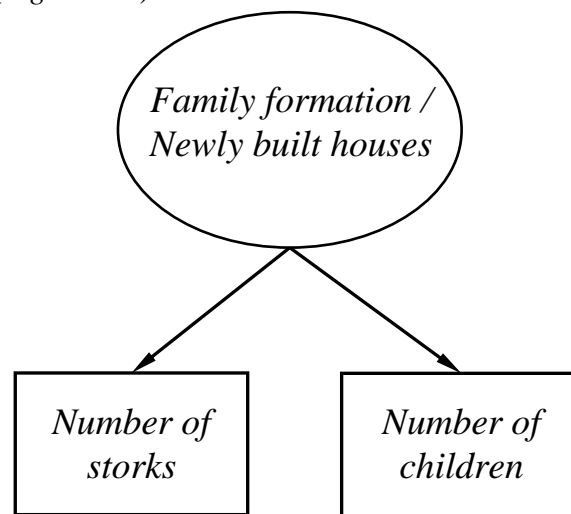 Family formation /
Newly built houses
Number of
storks
Number of
children